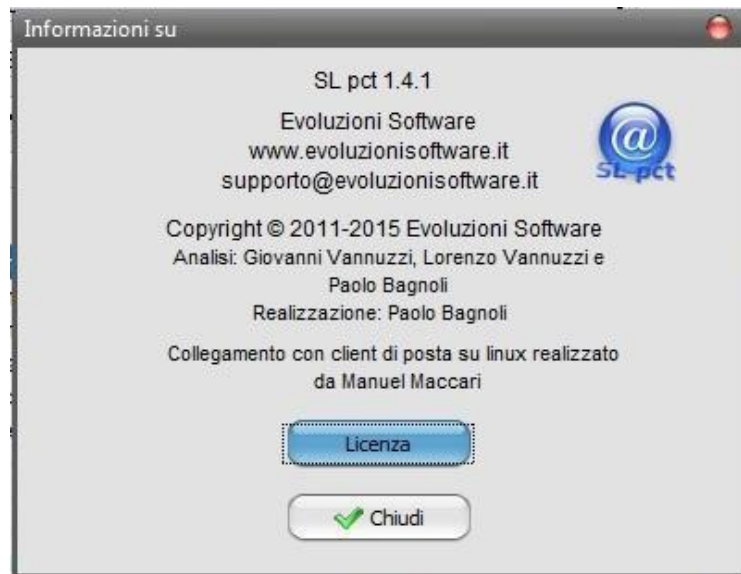 Informazioni su
SL pct 1.4.1
Evoluzioni Software
www.evoluzionisoftware.it
supporto@evoluzionisoftware.it
@
SL pct
Copyright © 2011-2015 Evoluzioni Software
Analisi: Giovanni Vannuzzi, Lorenzo Vannuzzi e
Paolo Bagnoli
Realizzazione: Paolo Bagnoli
Collegamento con client di posta su linux realizzato
da Manuel Maccari
Licenza
Chiudi